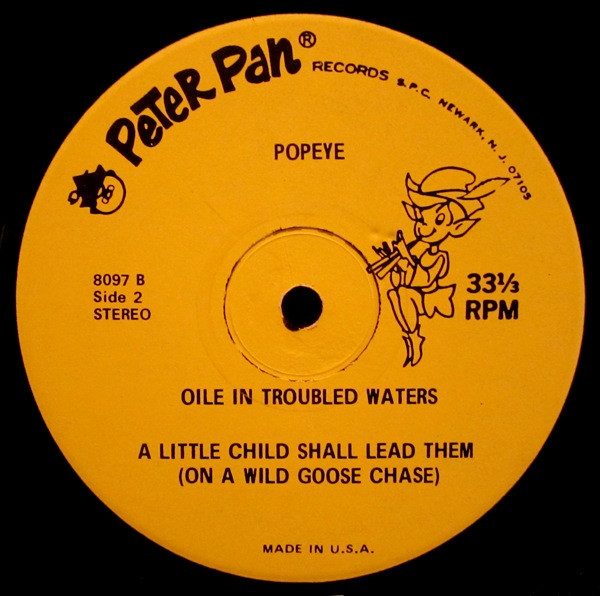 PETER PAN®
RECORDS S.P.C. NEWARK, N. J. 07105
POPEYE
8097 B
Side 2
STEREO
33⅓
RPM
OILE IN TROUBLED WATERS
A LITTLE CHILD SHALL LEAD THEM
(ON A WILD GOOSE CHASE)
MADE IN U.S.A.